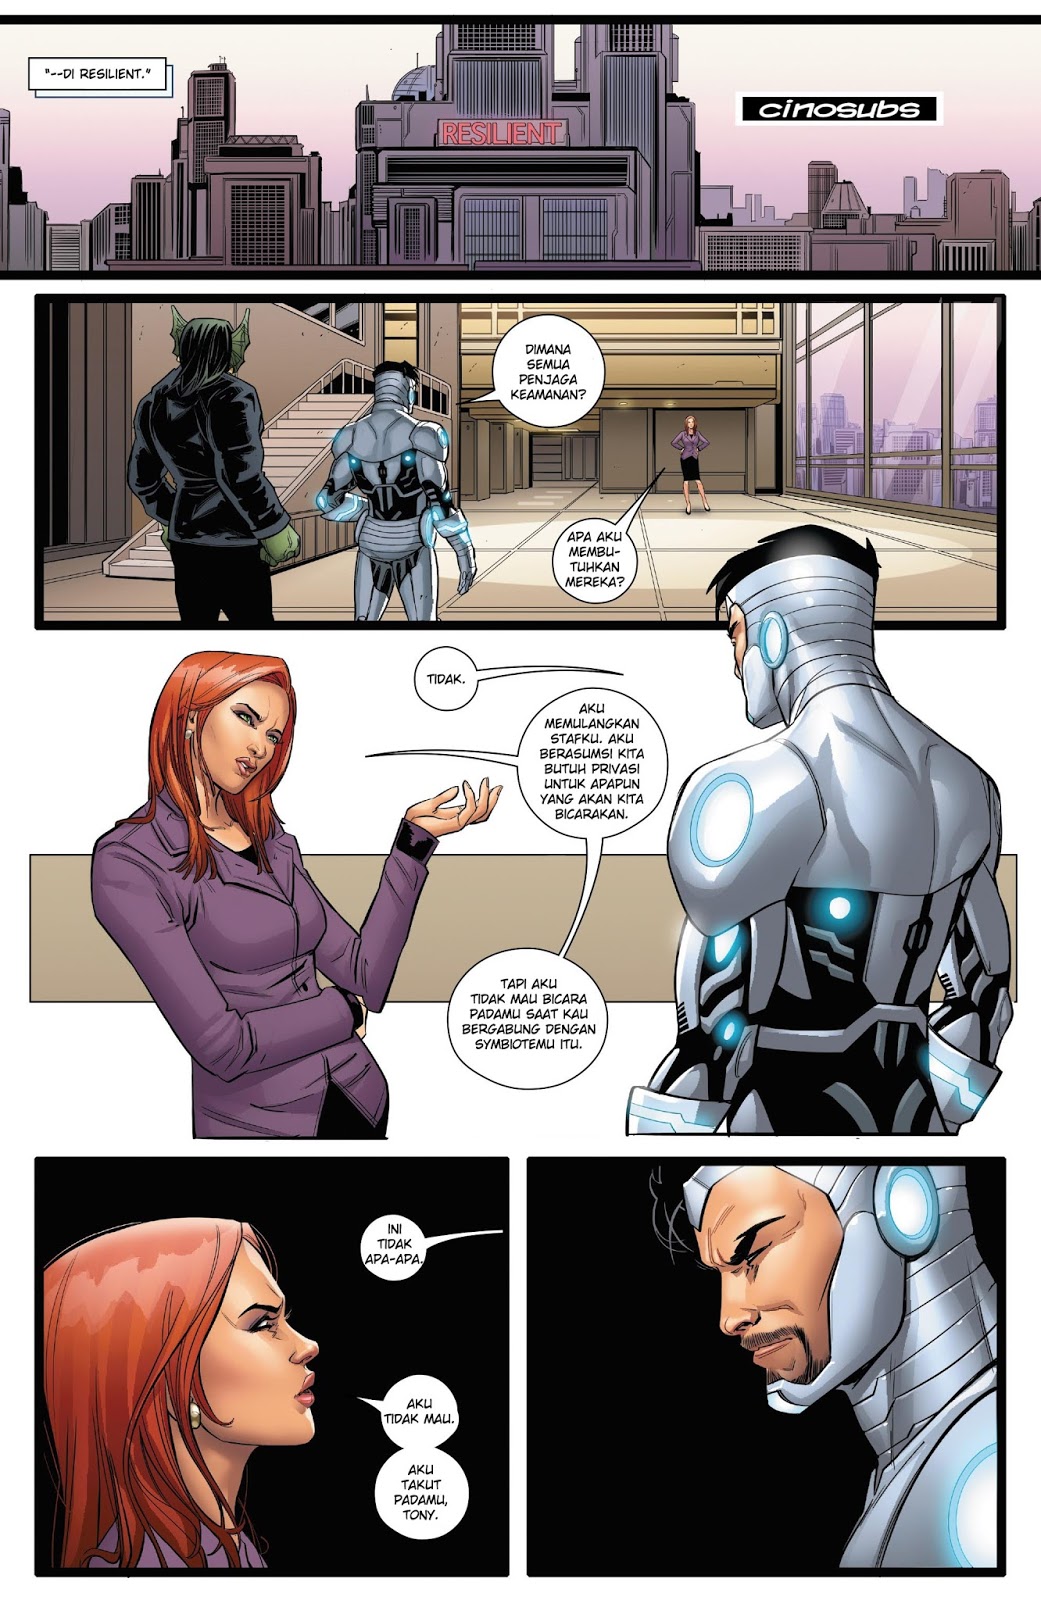 "--DI RESILIENT."
cinosubs
RESILIENT
DIMANA
SEMUA
PENJAGA
KEAMANAN?
APA AKU
MEMBU-
TUHKAN
MEREKA?
TIDAK.
AKU
MEMULANGKAN
STAFKU. AKU
BERASUMSI KITA
BUTUH PRIVASI
UNTUK APAPUN
YANG AKAN KITA
BICARAKAN.
TAPI AKU
TIDAK MAU BICARA
PADAMU SAAT KAU
BERGABUNG DENGAN
SYMBIOTEMU ITU.
INI
TIDAK
APA-APA.
AKU
TIDAK MAU.
AKU
TAKUT
PADAMU,
TONY.